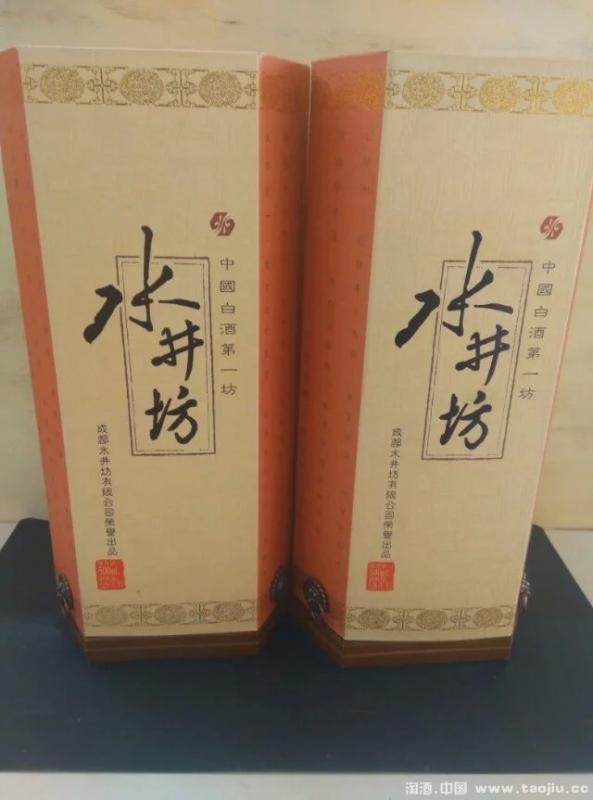 水井坊
中國白酒第一坊
成都水井坊有限公司榮譽出品
500mL
水井坊
中國白酒第一坊
成都水井坊有限公司榮譽出品
500mL
淘酒.中国 www.taojiu.cc